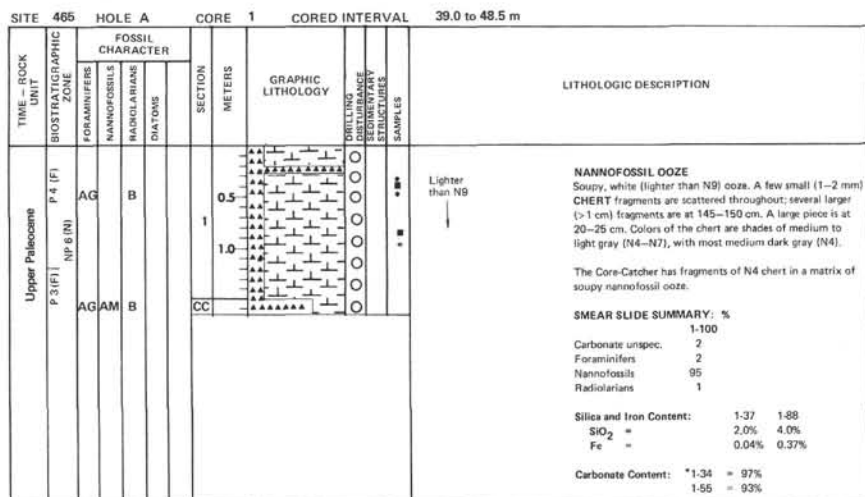 SITE 465 HOLE A CORE 1 CORED INTERVAL 39.0 to 48.5 m
TIME – ROCK UNIT
BIOSTRATIGRAPHIC ZONE
FOSSIL CHARACTER
FORAMINIFERS
NANNOFOSSILS
RADIOLARIANS
DIATOMS
SECTION
METERS
GRAPHIC LITHOLOGY
DRILLING DISTURBANCE
SEDIMENTARY STRUCTURES
SAMPLES
LITHOLOGIC DESCRIPTION
Upper Paleocene
P 4 (F)
NP 6 (N)
P 3 (F)
AG B
AG AM B
1
CC
0.5
1.0
*
*
*
Lighter
than N9
NANNOFOSSIL OOZE
Soupy, white (lighter than N9) ooze. A few small (1–2 mm)
CHERT fragments are scattered throughout; several larger
(>1 cm) fragments are at 145–150 cm. A large piece is at
20–25 cm. Colors of the chert are shades of medium to
light gray (N4–N7), with most medium dark gray (N4).
The Core-Catcher has fragments of N4 chert in a matrix of
soupy nannofossil ooze.
SMEAR SLIDE SUMMARY: %
1-100
Carbonate unspec. 2
Foraminifers 2
Nannofossils 95
Radiolarians 1
Silica and Iron Content: 1-37 1-88
SiO2 = 2.0% 4.0%
Fe = 0.04% 0.37%
Carbonate Content: *1-34 = 97%
1-55 = 93%